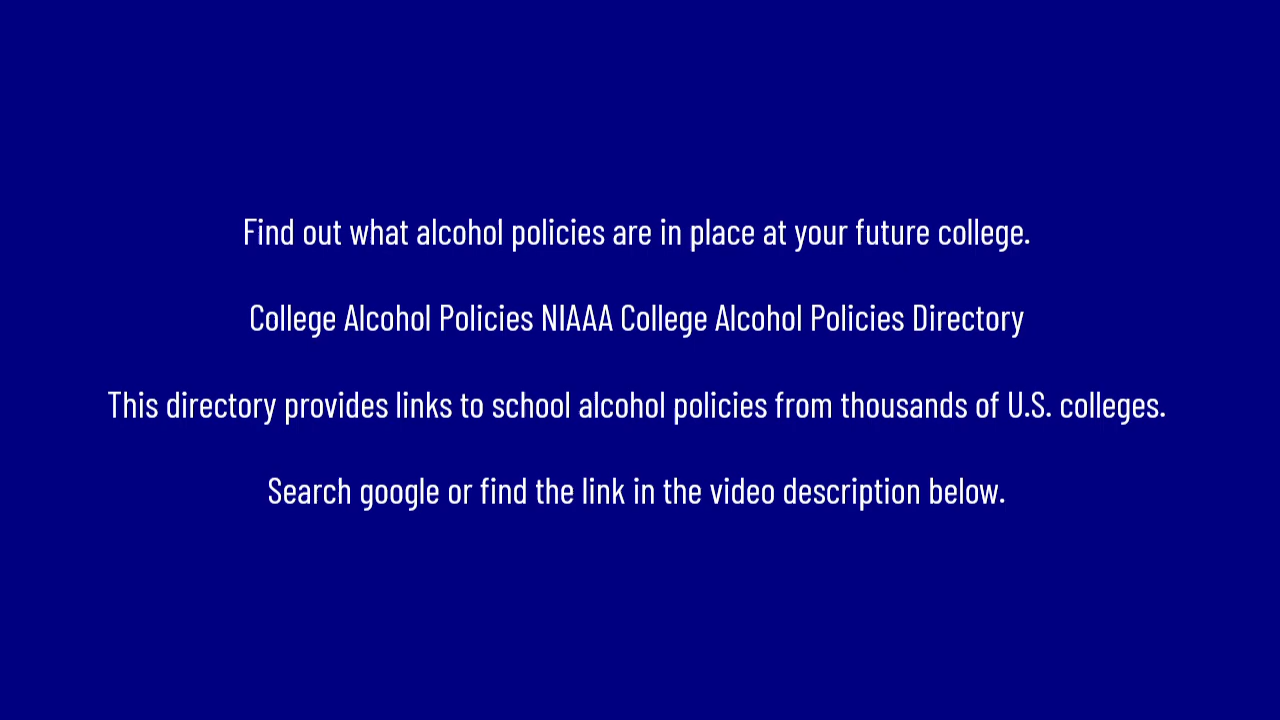 Find out what alcohol policies are in place at your future college.
College Alcohol Policies NIAAA College Alcohol Policies Directory
This directory provides links to school alcohol policies from thousands of U.S. colleges.
Search google or find the link in the video description below.